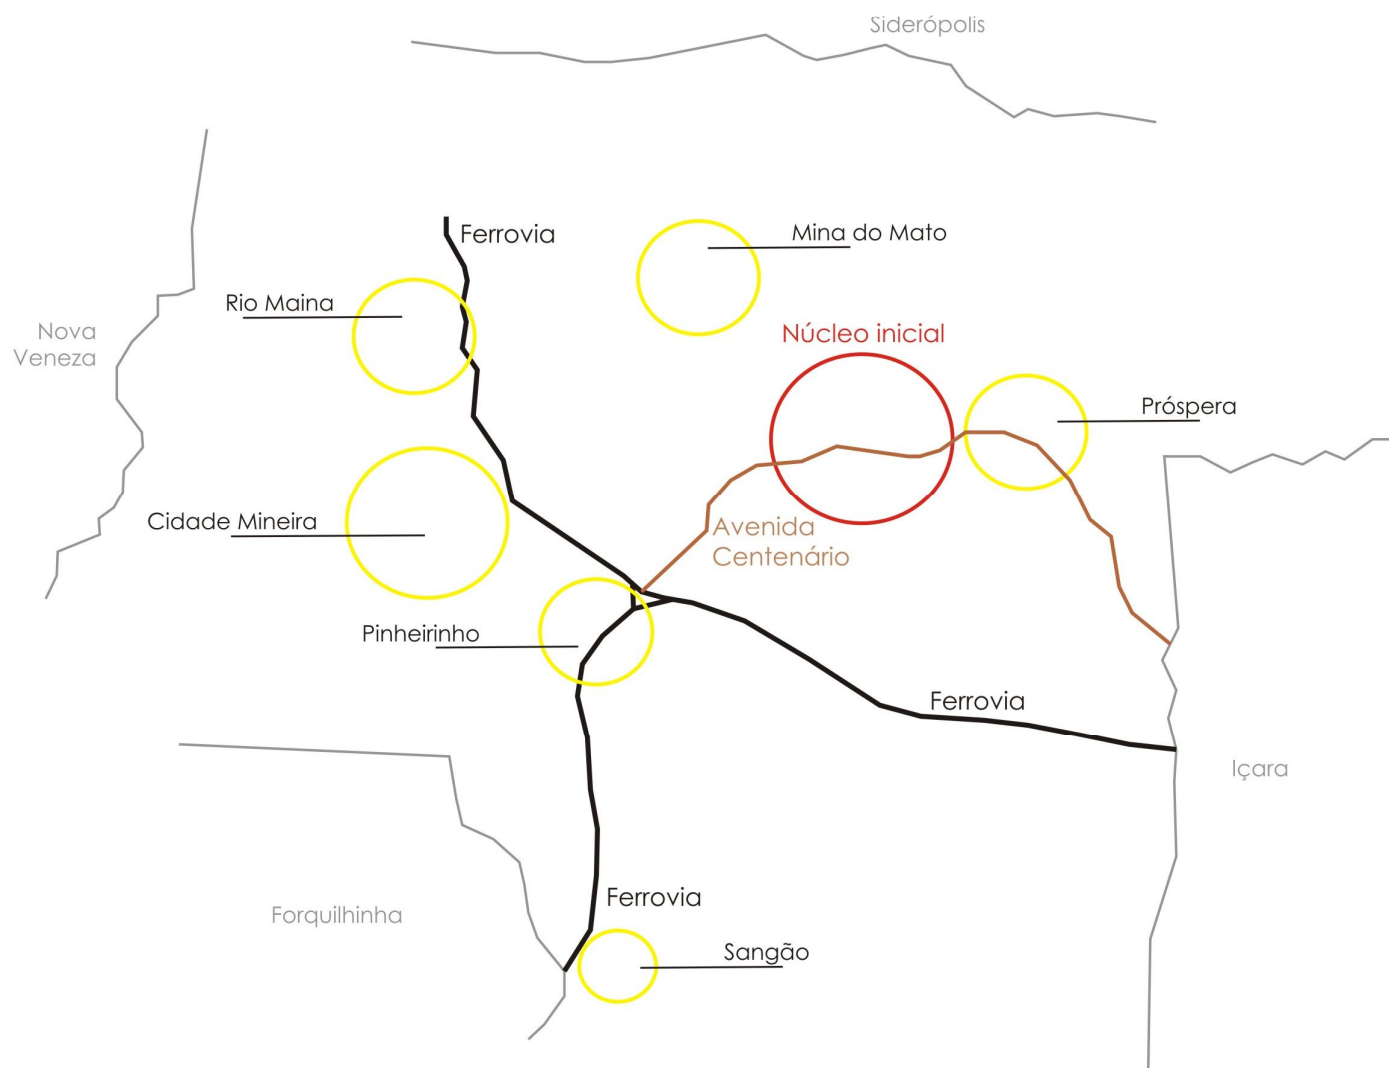 Siderópolis
Ferrovia
Mina do Mato
Rio Maina
Nova
Veneza
Núcleo inicial
Próspera
Cidade Mineira
Avenida
Centenário
Pinheirinho
Ferrovia
Içara
Ferrovia
Forquilhinha
Sangão